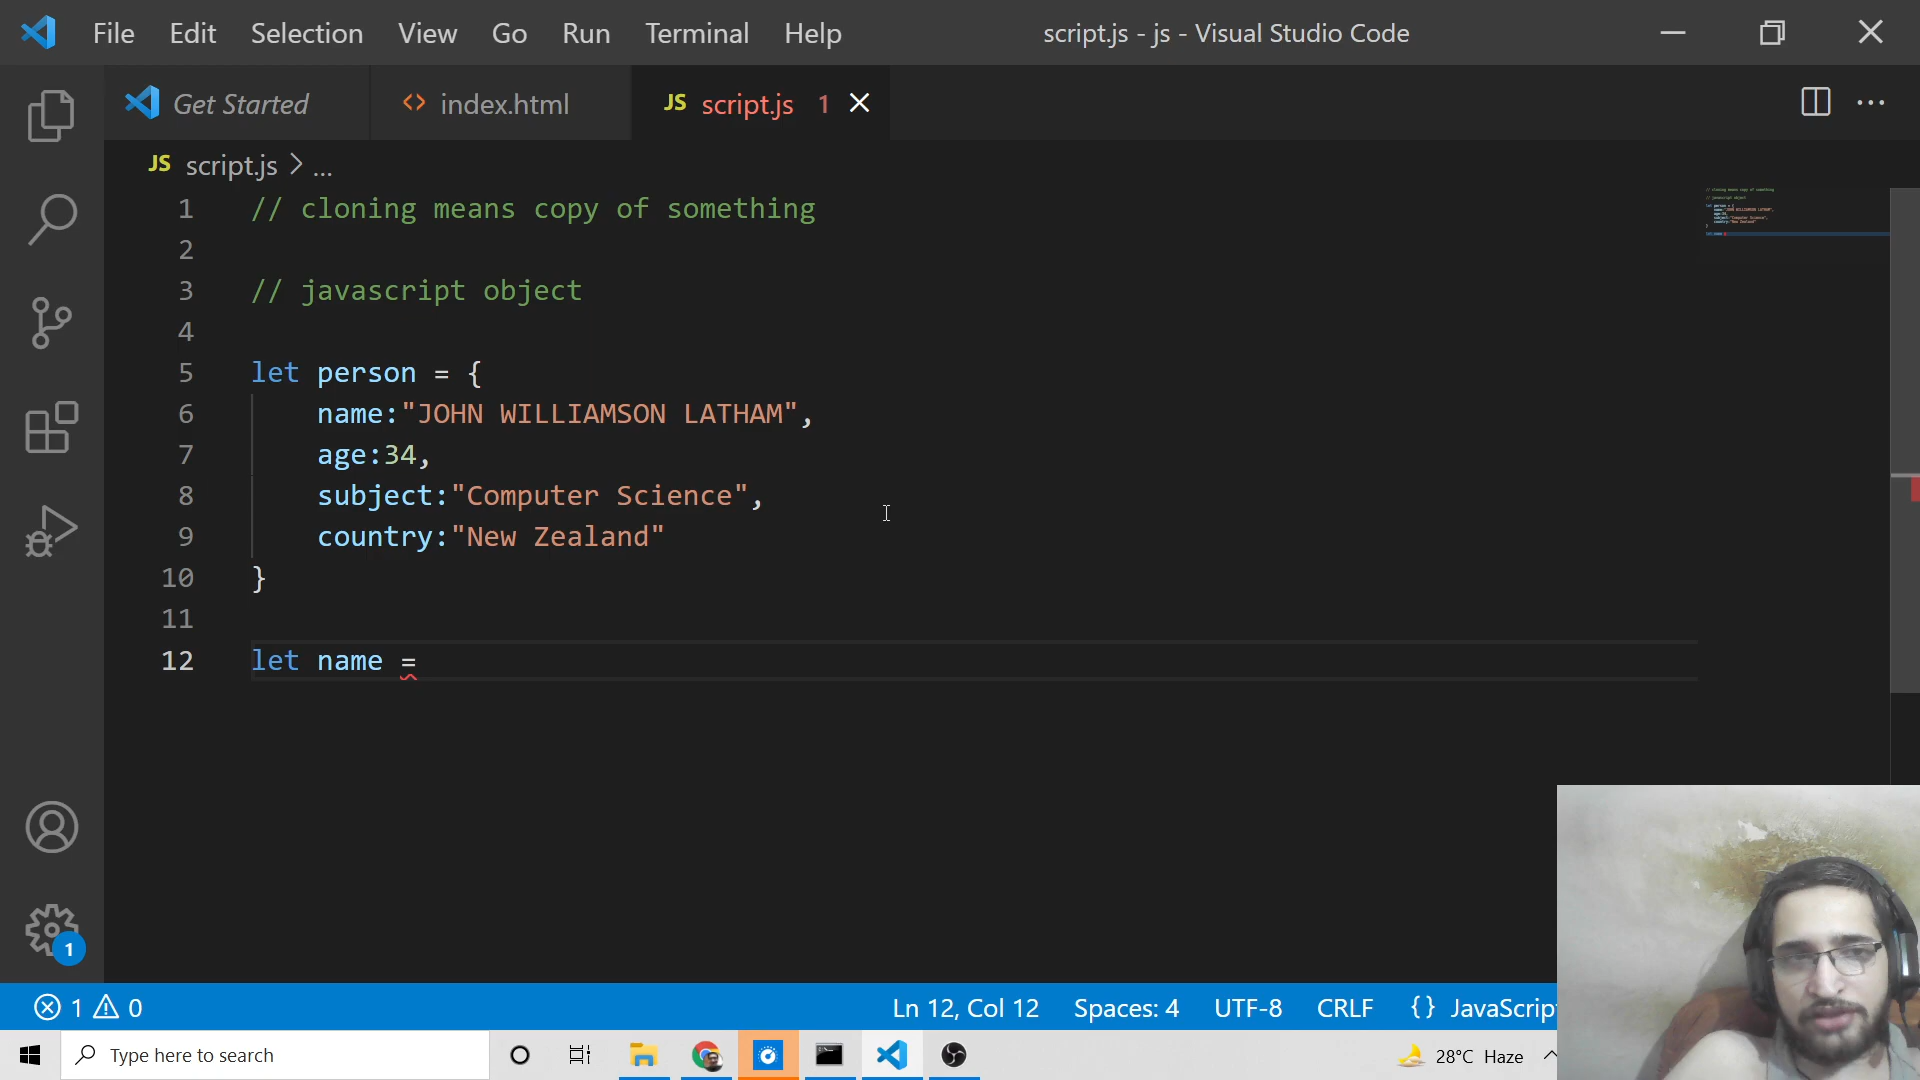 File Edit Selection View Go Run Terminal Help script.js - js - Visual Studio Code
Get Started index.html JS script.js 1
JS script.js > ...
1 // cloning means copy of something
2
3 // javascript object
4
5 let person = {
6 name:"JOHN WILLIAMSON LATHAM",
7 age:34,
8 subject:"Computer Science",
9 country:"New Zealand"
10 }
11
12 let name =
1
1 0 Ln 12, Col 12 Spaces: 4 UTF-8 CRLF {} JavaScrip
Type here to search 28°C Haze